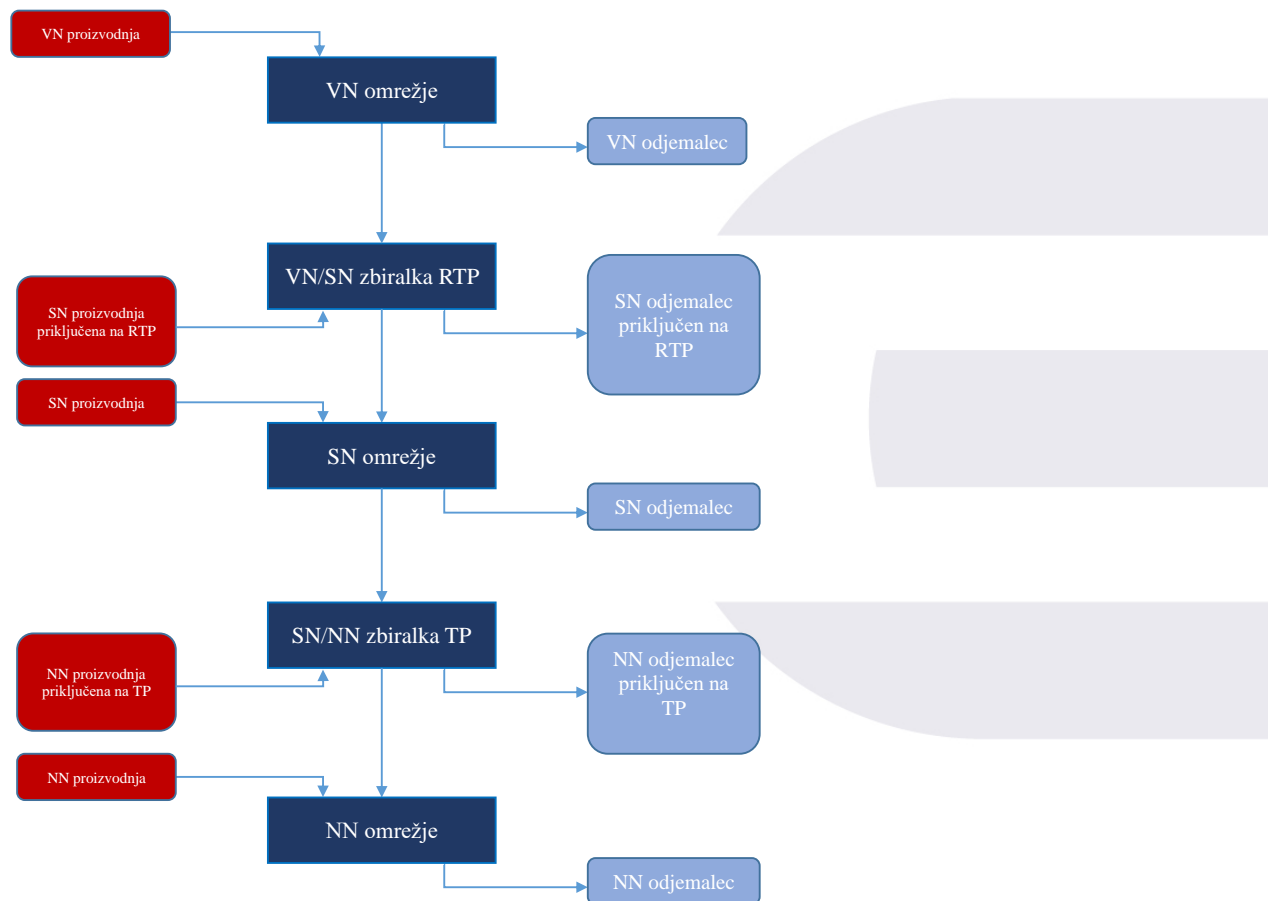 VN proizvodnja
VN omrežje
VN odjemalec
VN/SN zbiralka RTP
SN proizvodnja
priključena na RTP
SN odjemalec
priključen na
RTP
SN proizvodnja
SN omrežje
SN odjemalec
SN/NN zbiralka TP
NN proizvodnja
priključena na TP
NN odjemalec
priključen na
TP
NN proizvodnja
NN omrežje
NN odjemalec